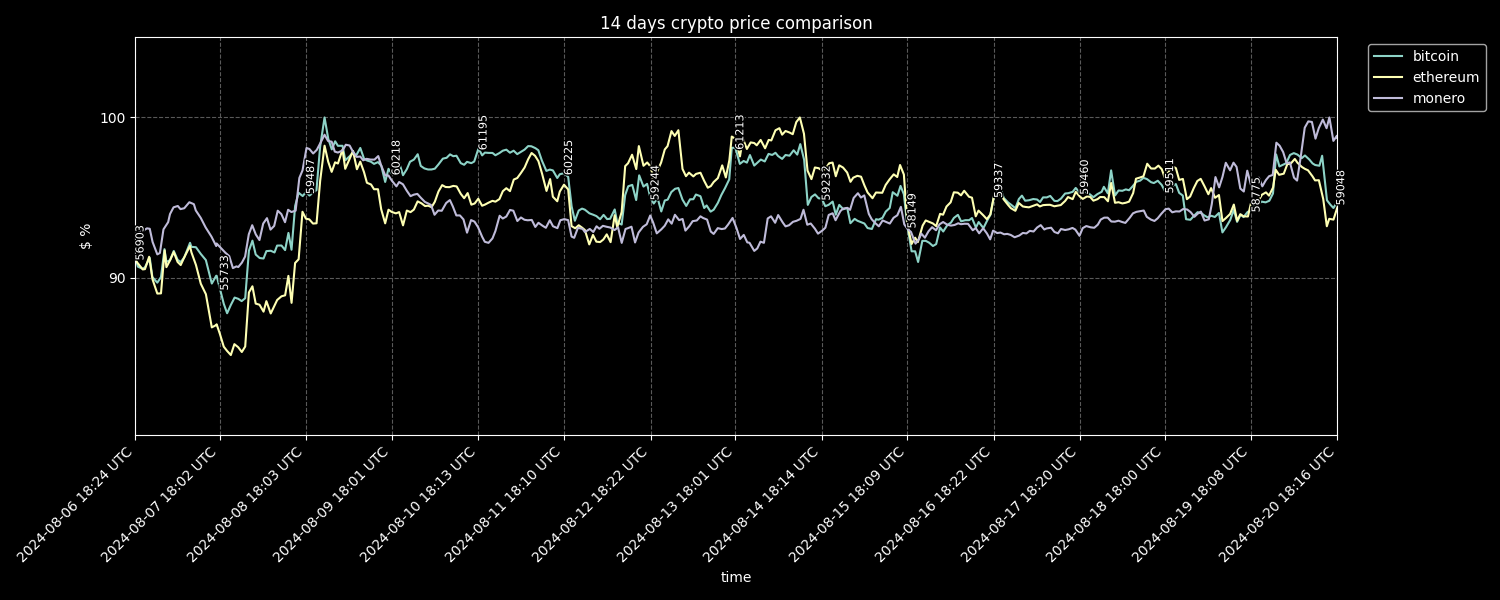 14 days crypto price comparison
bitcoin
ethereum
monero
100
90
$ %
56903
55733
59487
60218
61195
60225
59244
61213
59232
58149
59337
59460
59511
58775
59048
2024-08-06 18:24 UTC
2024-08-07 18:02 UTC
2024-08-08 18:03 UTC
2024-08-09 18:01 UTC
2024-08-10 18:13 UTC
2024-08-11 18:10 UTC
2024-08-12 18:22 UTC
2024-08-13 18:01 UTC
2024-08-14 18:14 UTC
2024-08-15 18:09 UTC
2024-08-16 18:22 UTC
2024-08-17 18:20 UTC
2024-08-18 18:00 UTC
2024-08-19 18:08 UTC
2024-08-20 18:16 UTC
time